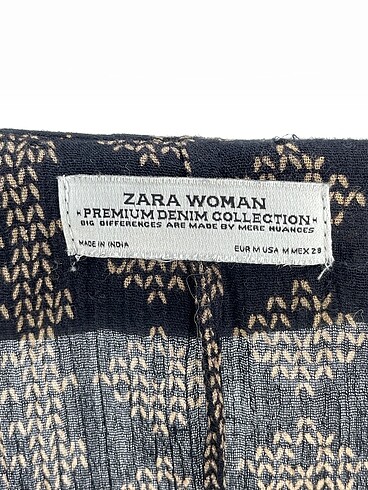 ZARA WOMAN
• PREMIUM DENIM COLLECTION •
BIG DIFFERENCES ARE MADE BY MERE NUANCES
MADE IN INDIA
EUR M USA M MEX 28